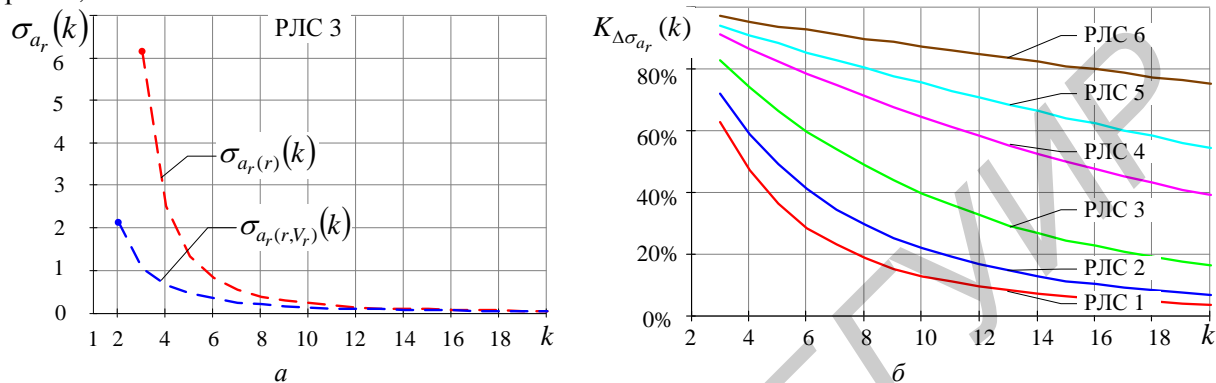 σ_{a_r}(k)
РЛС 3
6
5
4
3
2
1
0
σ_{a_r(r)}(k)
σ_{a_r(r,V_r)}(k)
1 2 4 6 8 10 12 14 16 18 k
а
K_{Δσ_{a_r}}(k)
80%
60%
40%
20%
0%
РЛС 6
РЛС 5
РЛС 4
РЛС 3
РЛС 2
РЛС 1
2 4 6 8 10 12 14 16 18 k
б
ГУИР